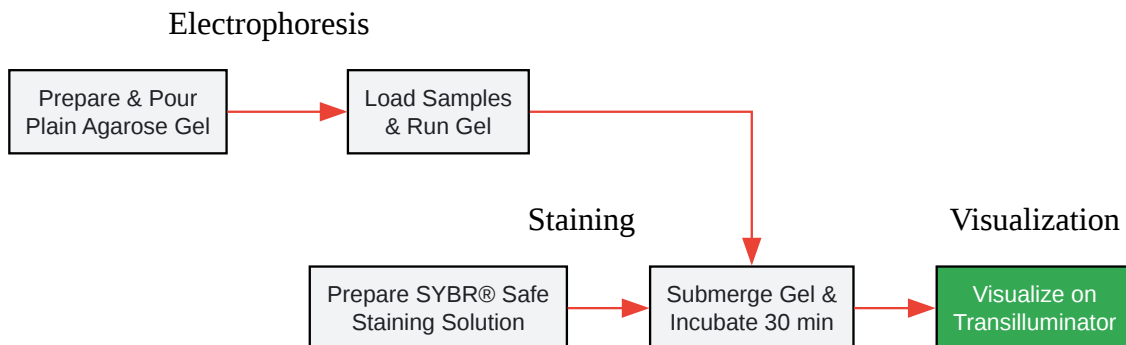 Electrophoresis
Prepare & Pour
Plain Agarose Gel
Load Samples
& Run Gel
Staining
Visualization
Prepare SYBR® Safe
Staining Solution
Submerge Gel &
Incubate 30 min
Visualize on
Transilluminator